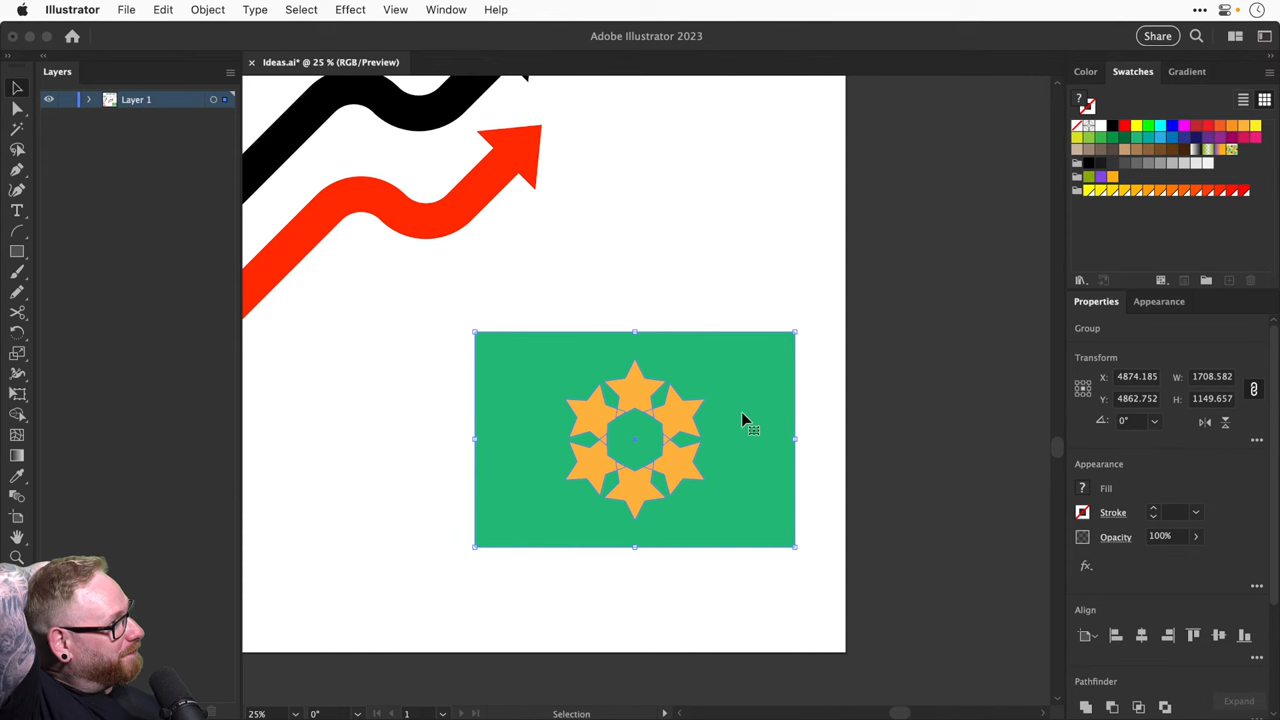 Illustrator File Edit Object Type Select Effect View Window Help
Adobe Illustrator 2023
Share
Ideas.ai* @ 25 % (RGB/Preview)
Layers
Layer 1
Color Swatches Gradient
?
Properties Appearance
Group
Transform
X: 4874.185 W: 1708.582
Y: 4862.752 H: 1149.657
0°
Appearance
? Fill
Stroke
Opacity 100%
fx.
Align
Pathfinder
Expand
25% 0° 1 Selection